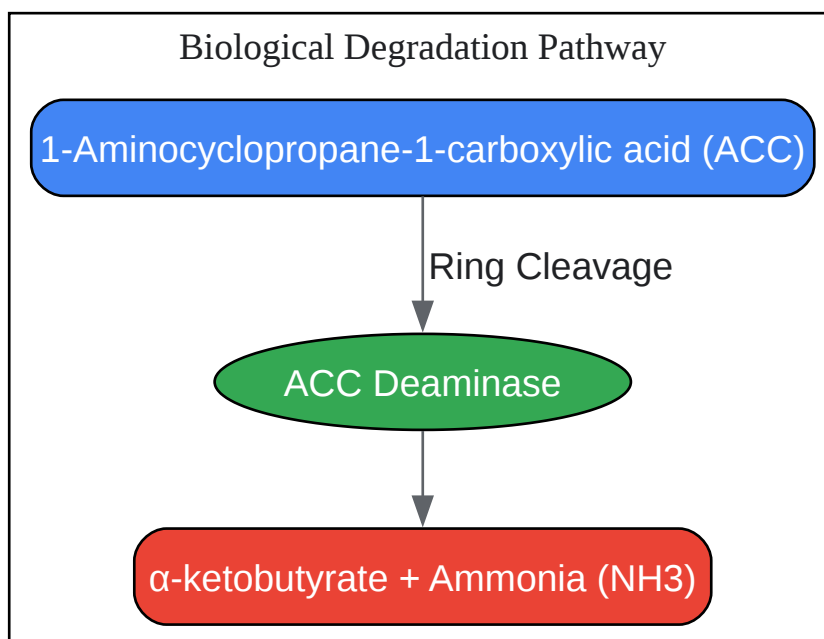 Biological Degradation Pathway
1-Aminocyclopropane-1-carboxylic acid (ACC)
Ring Cleavage
ACC Deaminase
α-ketobutyrate + Ammonia (NH3)